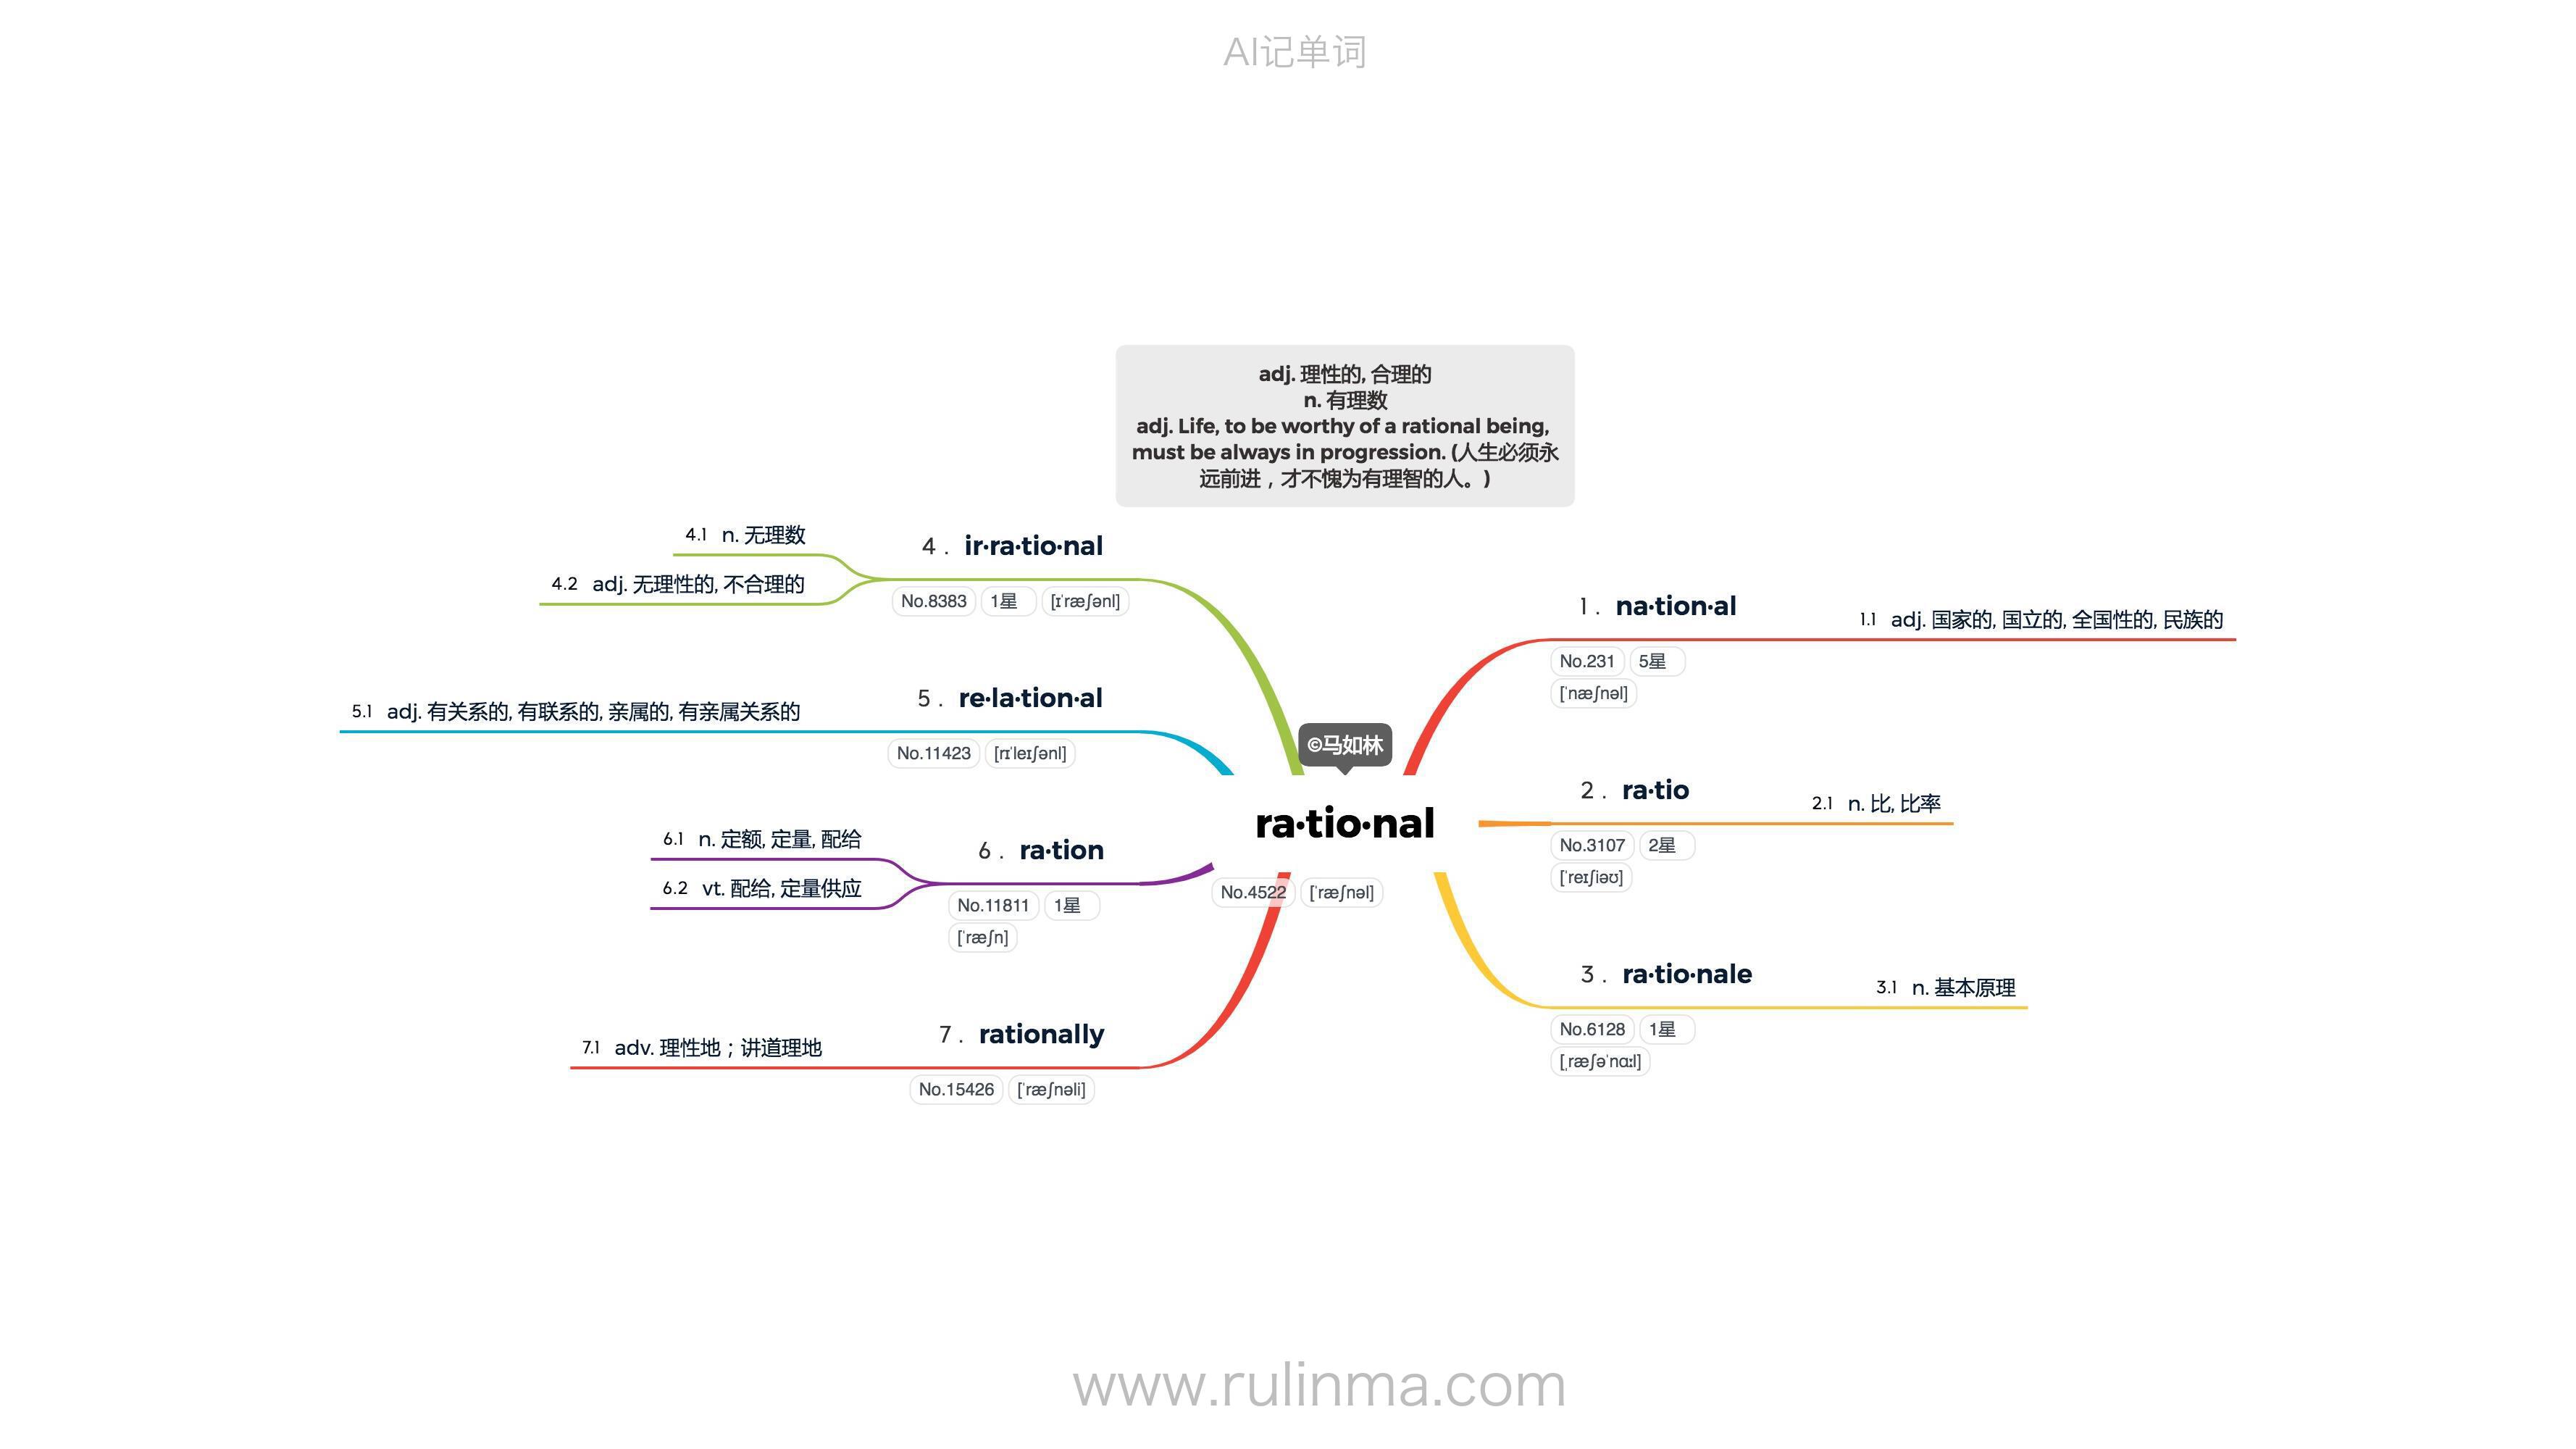 AI记单词
adj. 理性的, 合理的
n. 有理数
adj. Life, to be worthy of a rational being,
must be always in progression. (人生必须永
远前进，才不愧为有理智的人。)
©马如林
ra·tio·nal
No.4522 [ˈræʃnəl]
1. na·tion·al
No.231 5星
[ˈnæʃnəl]
1.1 adj. 国家的, 国立的, 全国性的, 民族的
2. ra·tio
No.3107 2星
[ˈreɪʃiəʊ]
2.1 n. 比, 比率
3. ra·tio·nale
No.6128 1星
[ˌræʃəˈnɑːl]
3.1 n. 基本原理
4. ir·ra·tio·nal
No.8383 1星 [ɪˈræʃənl]
4.1 n. 无理数
4.2 adj. 无理性的, 不合理的
5. re·la·tion·al
No.11423 [rɪˈleɪʃənl]
5.1 adj. 有关系的, 有联系的, 亲属的, 有亲属关系的
6. ra·tion
No.11811 1星
[ˈræʃn]
6.1 n. 定额, 定量, 配给
6.2 vt. 配给, 定量供应
7. rationally
No.15426 [ˈræʃnəli]
7.1 adv. 理性地；讲道理地
www.rulinma.com